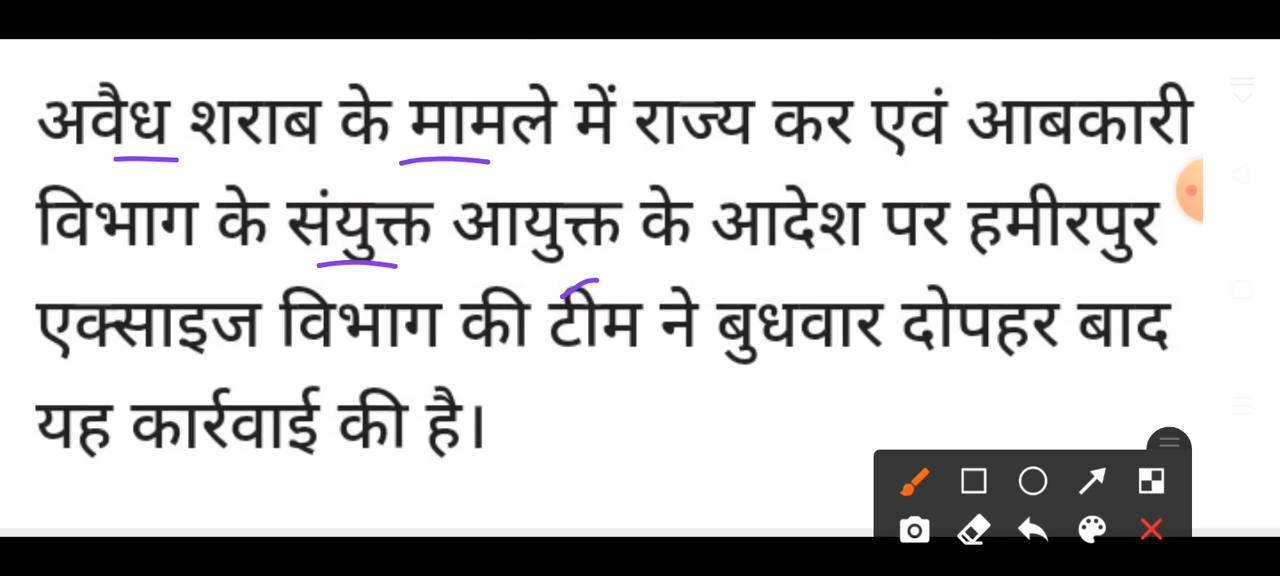 अवैध शराब के मामले में राज्य कर एवं आबकारी
विभाग के संयुक्त आयुक्त के आदेश पर हमीरपुर
एक्साइज विभाग की टीम ने बुधवार दोपहर बाद
यह कार्रवाई की है।